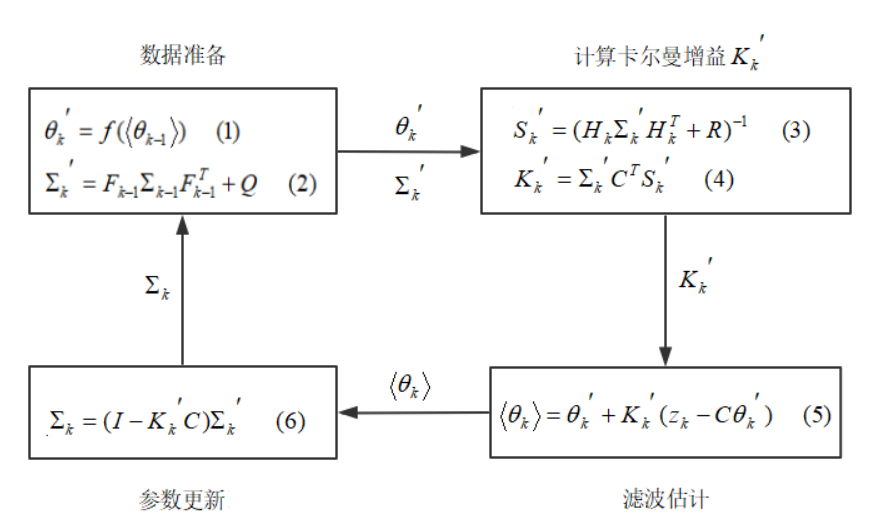 数据准备
计算卡尔曼增益 K_k′
θ_k′ = f(⟨θ_{k−1}⟩) (1)
Σ_k′ = F_{k−1}Σ_{k−1}F_{k−1}^T + Q (2)
θ_k′
Σ_k′
S_k′ = (H_kΣ_k′H_k^T + R)^{−1} (3)
K_k′ = Σ_k′C^T S_k′ (4)
Σ_k
K_k′
Σ_k = (I − K_k′C)Σ_k′ (6)
⟨θ_k⟩
⟨θ_k⟩ = θ_k′ + K_k′(z_k − Cθ_k′) (5)
参数更新
滤波估计